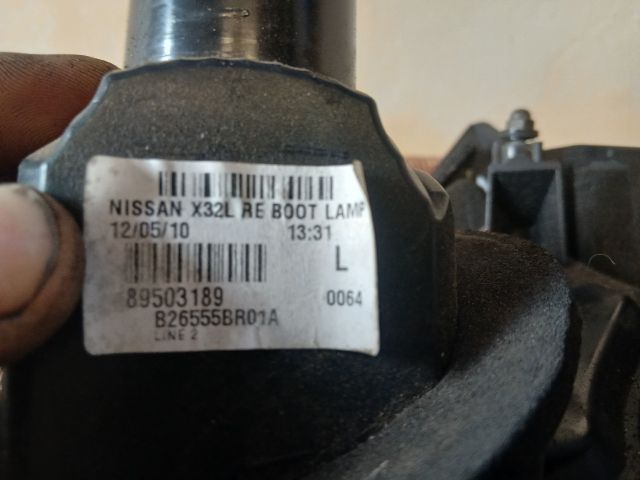 NISSAN X32L RE BOOT LAMP
12/05/10 13:31
L
89503189 0064
B26555BR01A
LINE 2